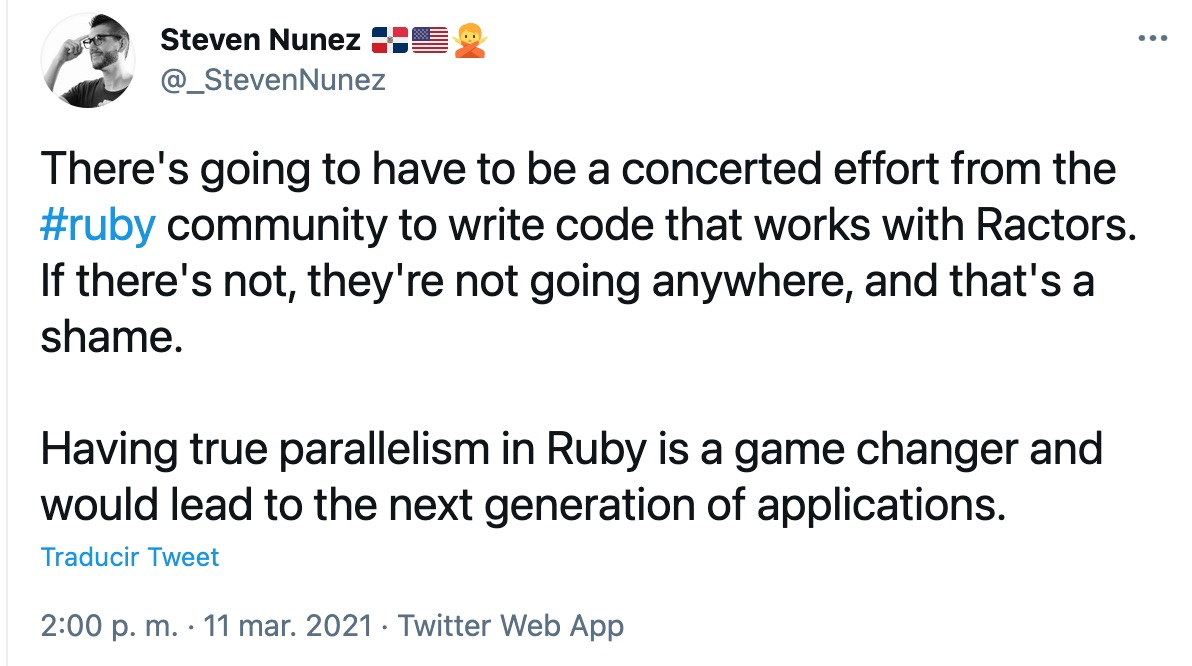 Steven Nunez 🇩🇴🇺🇸🙅
@_StevenNunez
There's going to have to be a concerted effort from the
#ruby community to write code that works with Ractors.
If there's not, they're not going anywhere, and that's a
shame.
Having true parallelism in Ruby is a game changer and
would lead to the next generation of applications.
Traducir Tweet
2:00 p. m. · 11 mar. 2021 · Twitter Web App